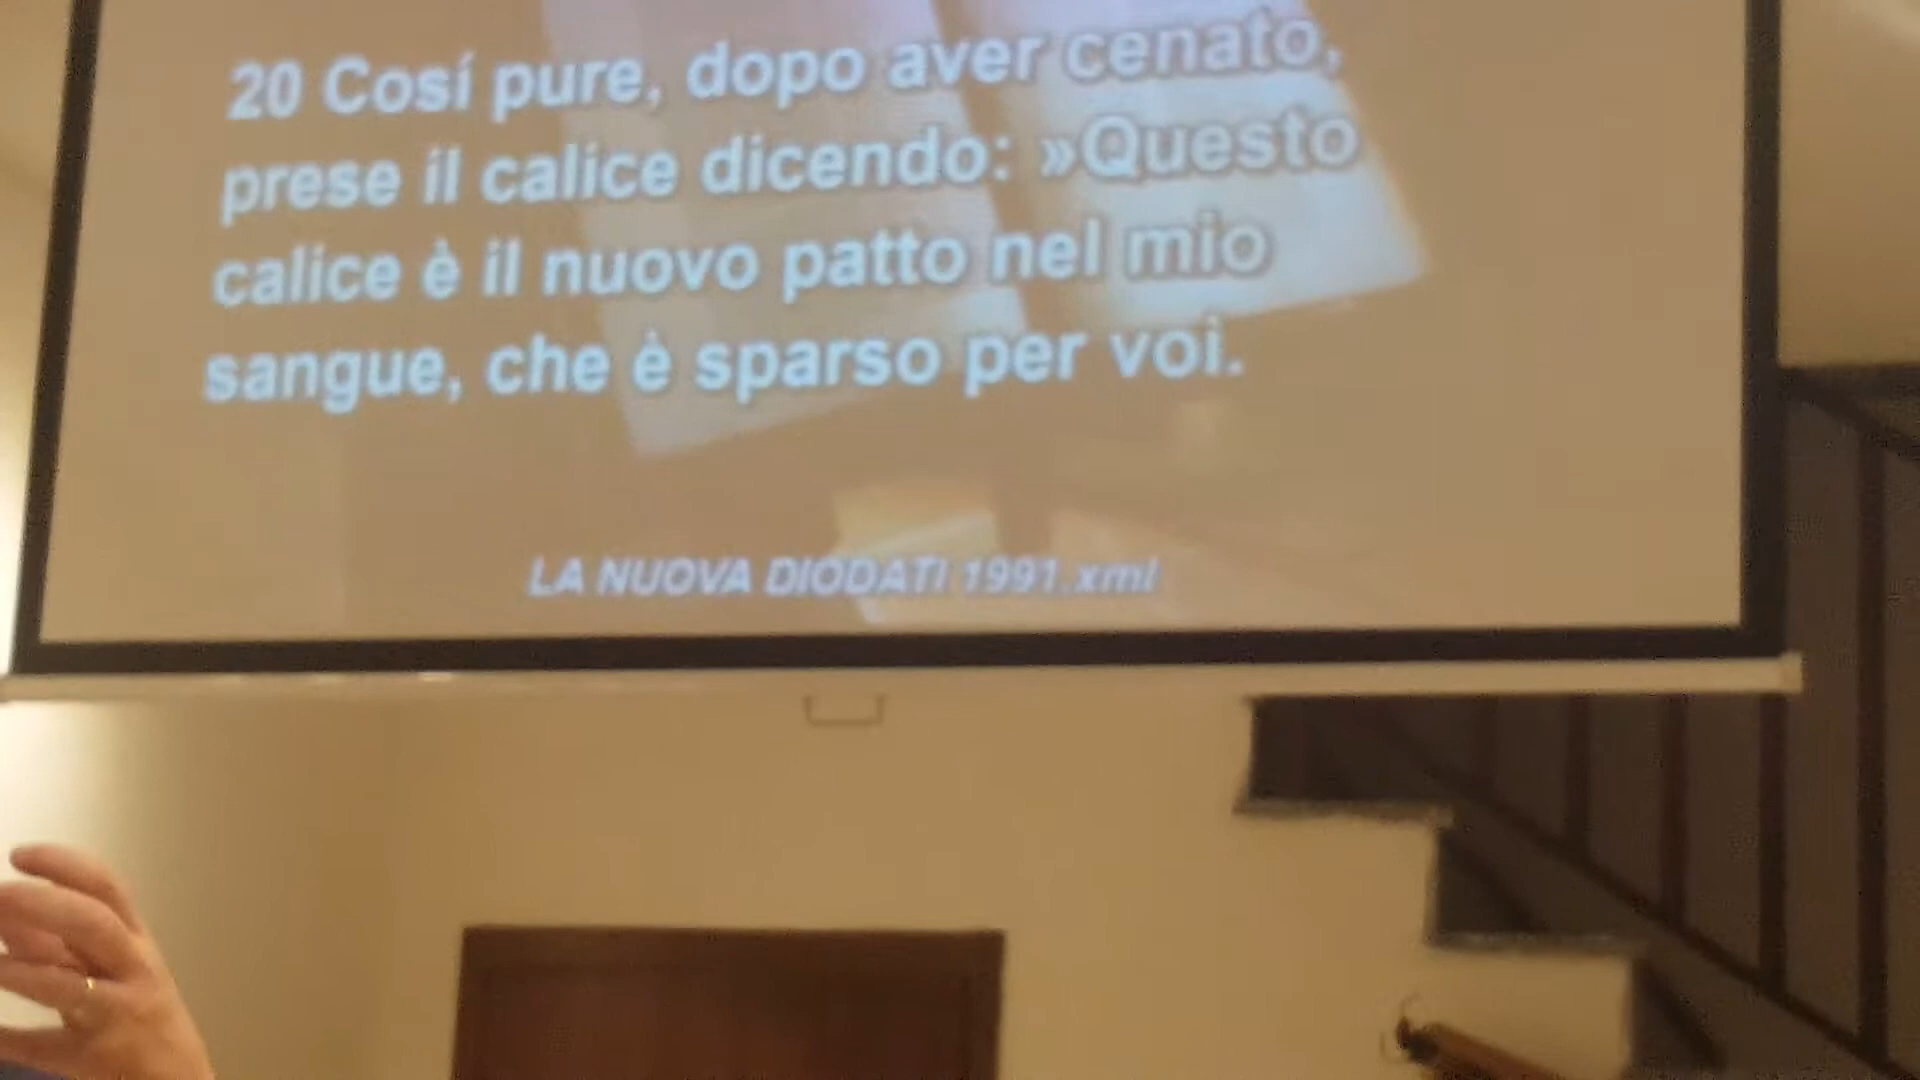 20 Cosí pure, dopo aver cenato,
prese il calice dicendo: »Questo
calice è il nuovo patto nel mio
sangue, che è sparso per voi.
LA NUOVA DIODATI 1991.xml